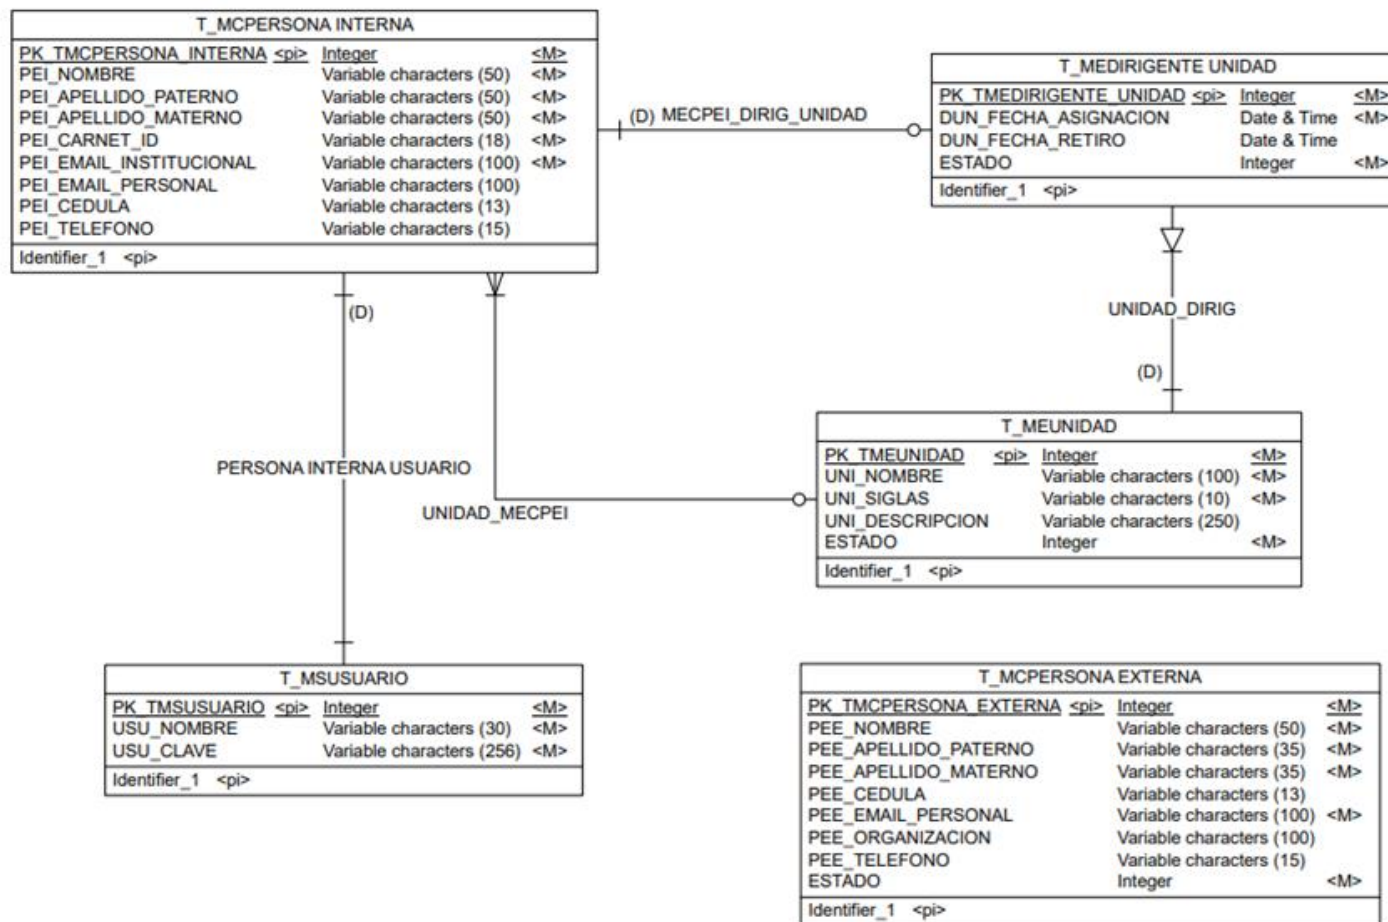 T_MCPERSONA INTERNA
PK_TMCPERSONA_INTERNA <pi> Integer <M>
PEI_NOMBRE Variable characters (50) <M>
PEI_APELLIDO_PATERNO Variable characters (50) <M>
PEI_APELLIDO_MATERNO Variable characters (50) <M>
PEI_CARNET_ID Variable characters (18) <M>
PEI_EMAIL_INSTITUCIONAL Variable characters (100) <M>
PEI_EMAIL_PERSONAL Variable characters (100)
PEI_CEDULA Variable characters (13)
PEI_TELEFONO Variable characters (15)
Identifier_1 <pi>
(D) MECPEI_DIRIG_UNIDAD
T_MEDIRIGENTE UNIDAD
PK_TMEDIRIGENTE_UNIDAD <pi> Integer <M>
DUN_FECHA_ASIGNACION Date & Time <M>
DUN_FECHA_RETIRO Date & Time
ESTADO Integer <M>
Identifier_1 <pi>
(D)
UNIDAD_DIRIG
(D)
T_MEUNIDAD
PK_TMEUNIDAD <pi> Integer <M>
UNI_NOMBRE Variable characters (100) <M>
UNI_SIGLAS Variable characters (10) <M>
UNI_DESCRIPCION Variable characters (250)
ESTADO Integer <M>
Identifier_1 <pi>
PERSONA INTERNA USUARIO
UNIDAD_MECPEI
T_MSUSUARIO
PK_TMSUSUARIO <pi> Integer <M>
USU_NOMBRE Variable characters (30) <M>
USU_CLAVE Variable characters (256) <M>
Identifier_1 <pi>
T_MCPERSONA EXTERNA
PK_TMCPERSONA_EXTERNA <pi> Integer <M>
PEE_NOMBRE Variable characters (50) <M>
PEE_APELLIDO_PATERNO Variable characters (35) <M>
PEE_APELLIDO_MATERNO Variable characters (35) <M>
PEE_CEDULA Variable characters (13)
PEE_EMAIL_PERSONAL Variable characters (100) <M>
PEE_ORGANIZACION Variable characters (100)
PEE_TELEFONO Variable characters (15)
ESTADO Integer <M>
Identifier_1 <pi>